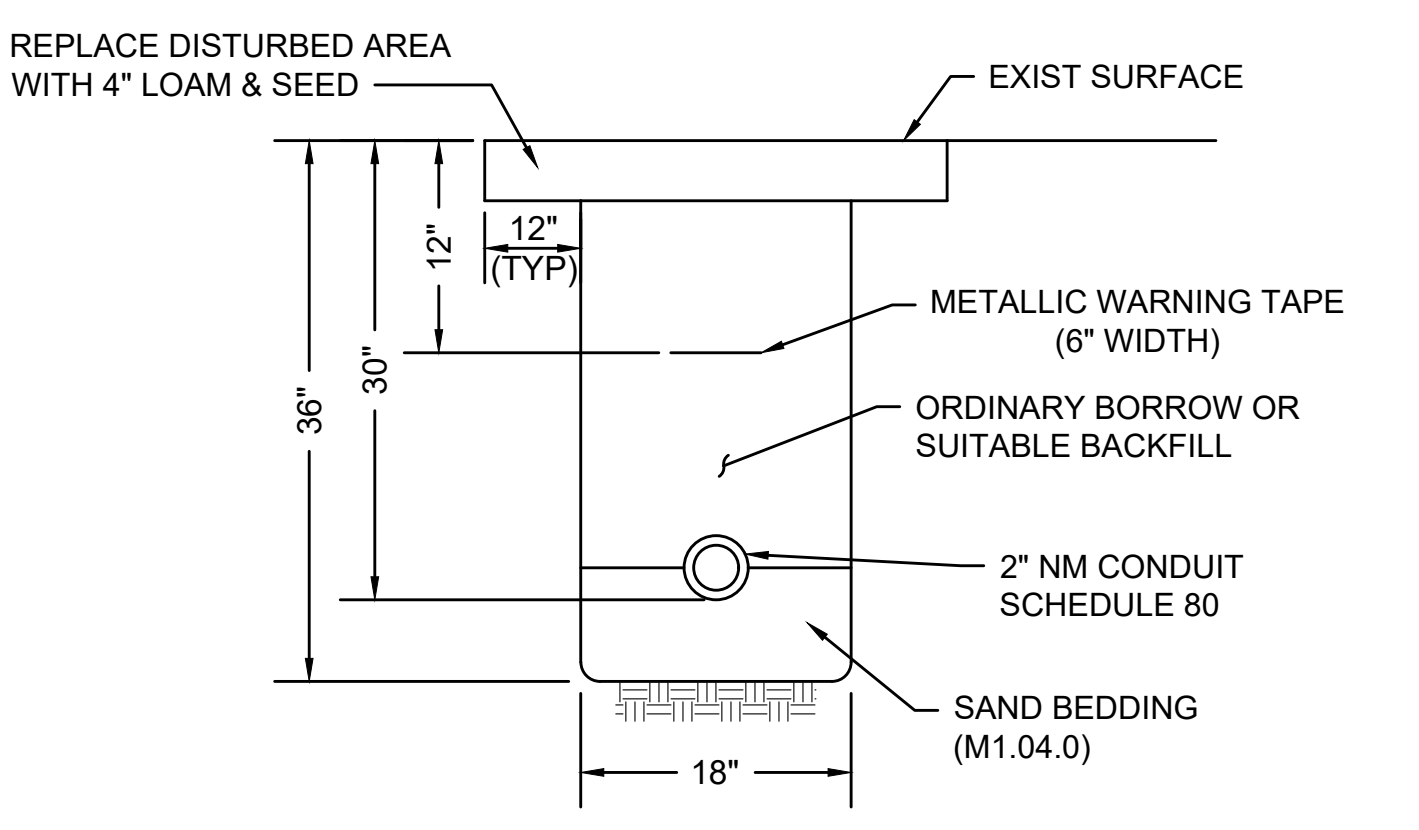 REPLACE DISTURBED AREA
WITH 4" LOAM & SEED
EXIST SURFACE
12"
(TYP)
12"
30"
36"
METALLIC WARNING TAPE
(6" WIDTH)
ORDINARY BORROW OR
SUITABLE BACKFILL
2" NM CONDUIT
SCHEDULE 80
SAND BEDDING
(M1.04.0)
18"